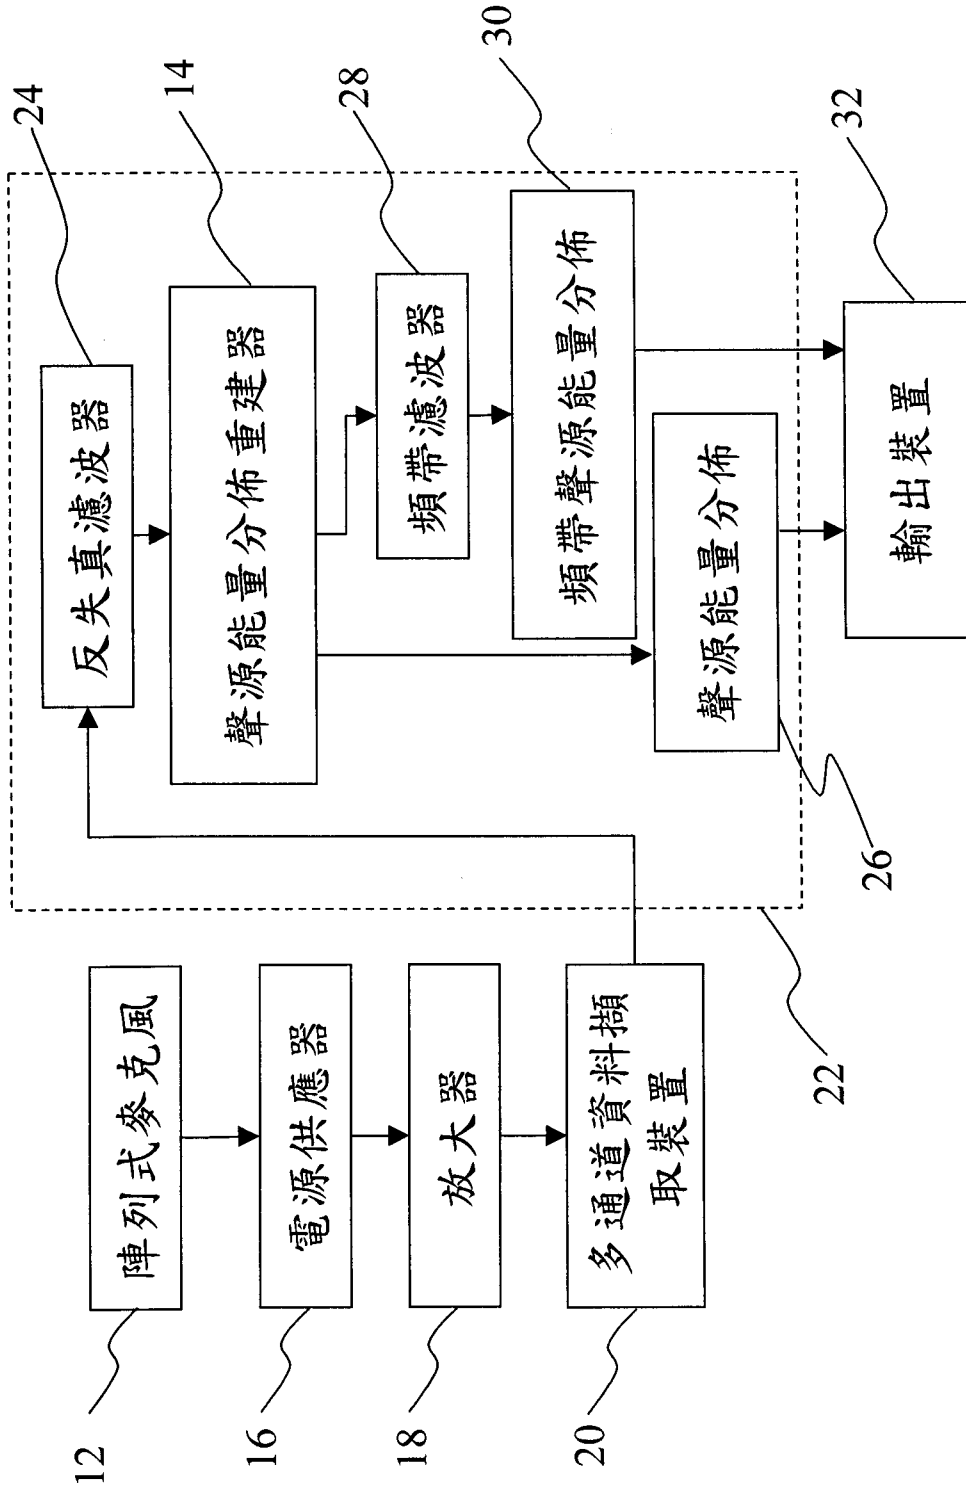 12
陣列式麥克風
16
電源供應器
18
放大器
20
多通道資料擷
取裝置
22
24
反失真濾波器
14
聲源能量分佈重建器
28
頻帶濾波器
30
頻帶聲源能量分佈
26
聲源能量分佈
32
輸出裝置